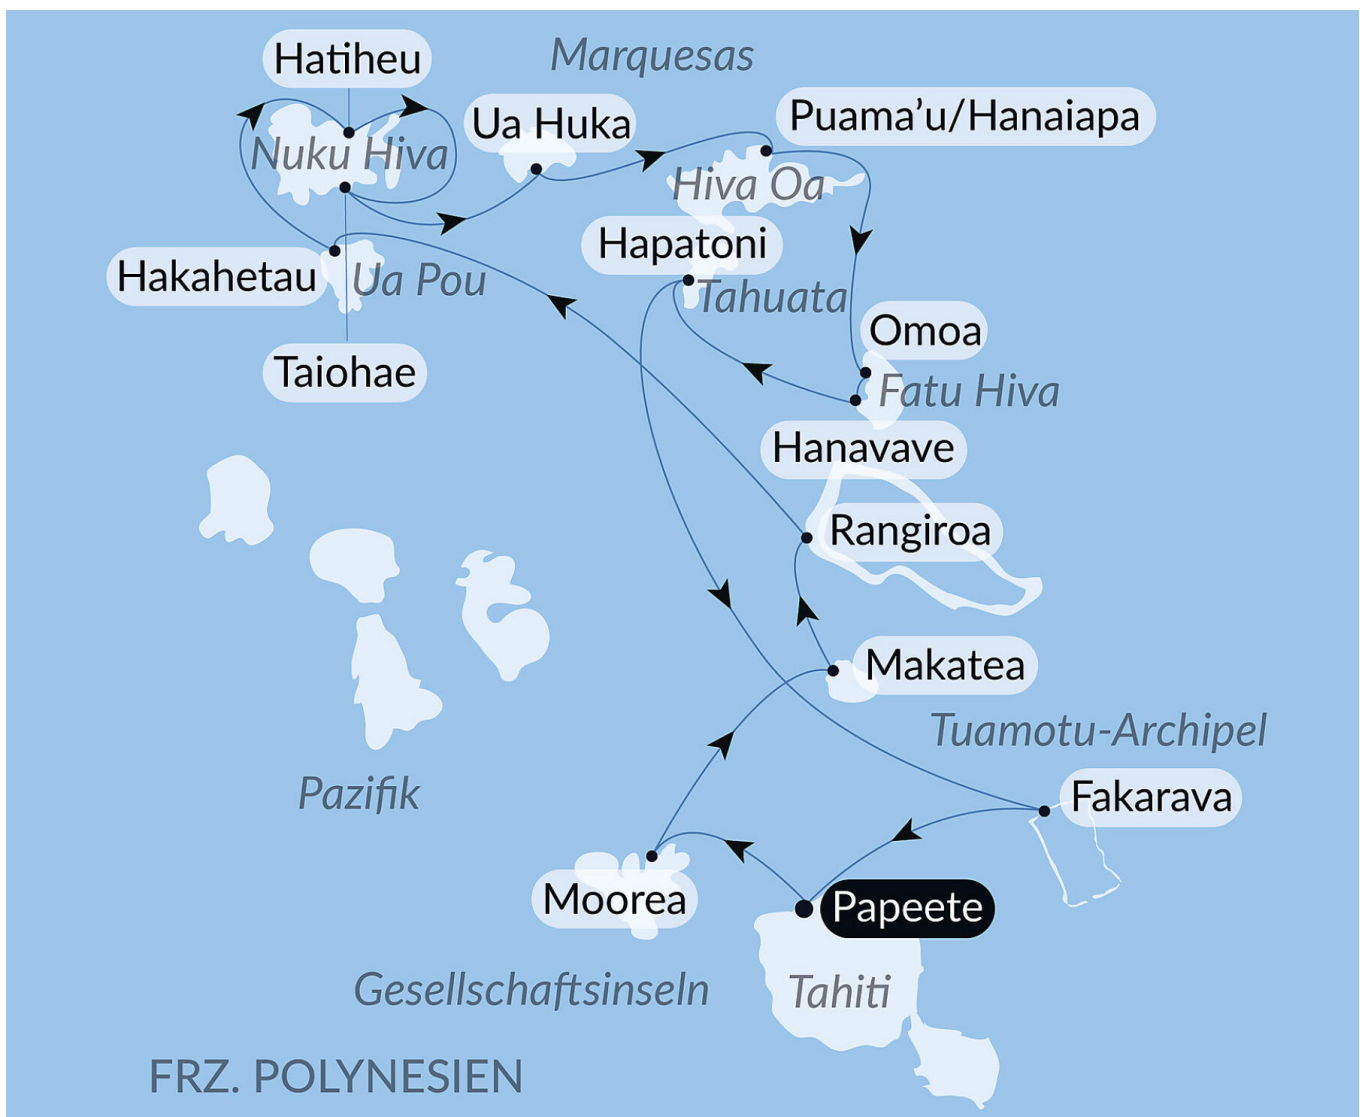 Hatiheu
Marquesas
Puama’u/Hanaiapa
Ua Huka
Nuku Hiva
Hiva Oa
Hapatoni
Hakahetau
Ua Pou
Tahuata
Omoa
Taiohae
Fatu Hiva
Hanavave
Rangiroa
Makatea
Tuamotu-Archipel
Pazifik
Fakarava
Moorea
Papeete
Gesellschaftsinseln
Tahiti
FRZ. POLYNESIEN